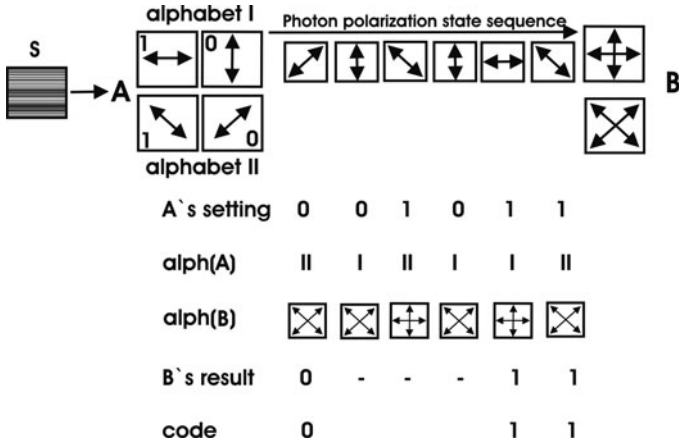 alphabet I
Photon polarization state sequence
S
1 0
A
B
1 0
alphabet II
A`s setting 0 0 1 0 1 1
alph(A) II I II I I II
alph(B)
B`s result 0 - - - 1 1
code 0 1 1